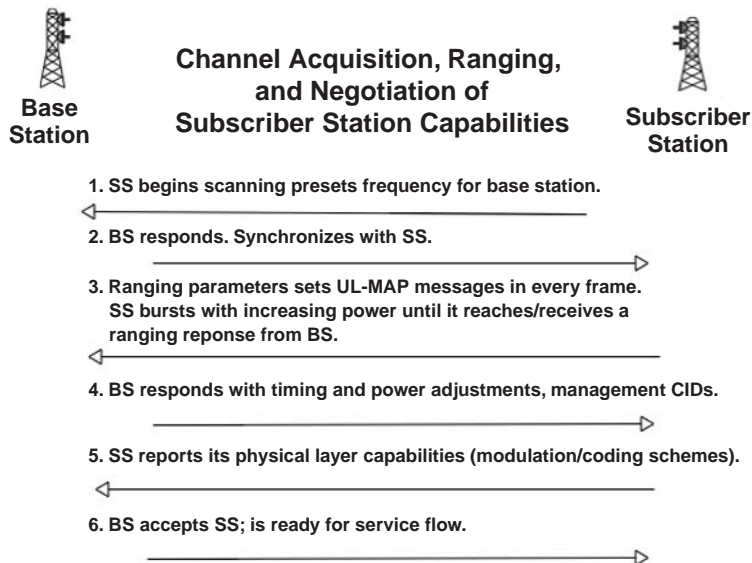 Channel Acquisition, Ranging,
and Negotiation of
Subscriber Station Capabilities
Base
Station
Subscriber
Station
1. SS begins scanning presets frequency for base station.
2. BS responds. Synchronizes with SS.
3. Ranging parameters sets UL-MAP messages in every frame.
SS bursts with increasing power until it reaches/receives a
ranging reponse from BS.
4. BS responds with timing and power adjustments, management CIDs.
5. SS reports its physical layer capabilities (modulation/coding schemes).
6. BS accepts SS; is ready for service flow.